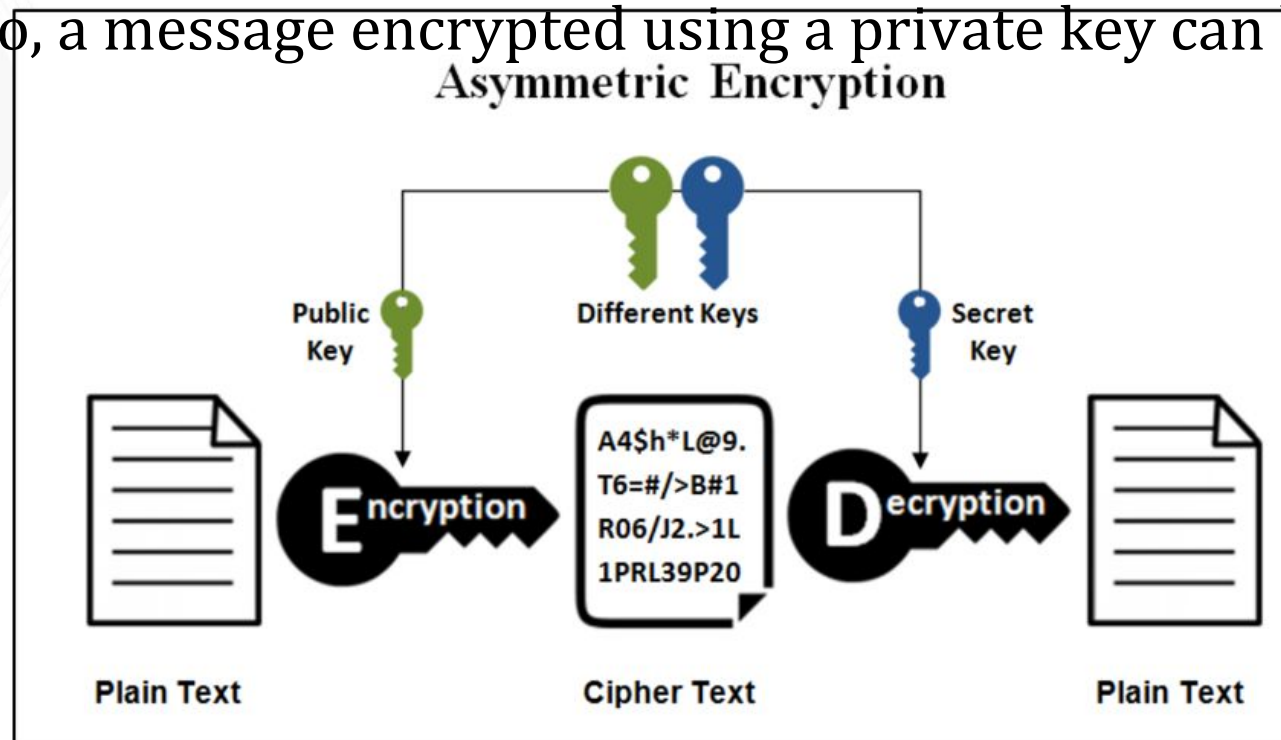 o, a message encrypted using a private key can
Asymmetric Encryption
Different Keys
Public
Key
Secret
Key
Encryption
A4$h*L@9.
T6=#/>B#1
R06/J2.>1L
1PRL39P20
Decryption
Plain Text
Cipher Text
Plain Text